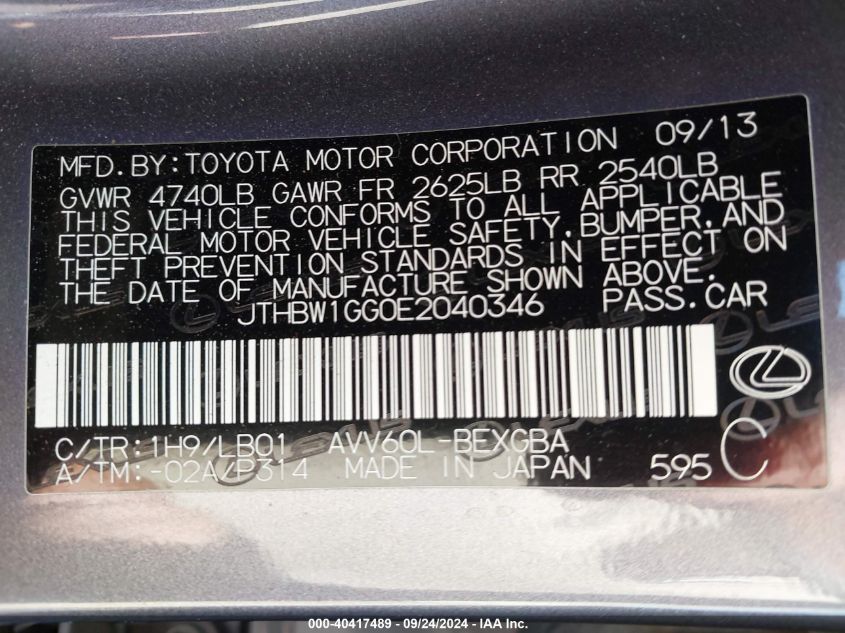 MFD.BY:TOYOTA MOTOR CORPORATION 09/13
GVWR 4740LB GAWR FR 2625LB RR 2540LB
THIS VEHICLE CONFORMS TO ALL APPLICABLE
FEDERAL MOTOR VEHICLE SAFETY,BUMPER,AND
THEFT PREVENTION STANDARDS IN EFFECT ON
THE DATE OF MANUFACTURE SHOWN ABOVE.
JTHBW1GG0E2040346 PASS.CAR
C/TR:1H9/LB01 AVV60L-BEXGBA
A/TM:-02A/P314 MADE IN JAPAN 595 C
000-40417489 - 09/24/2024 - IAA Inc.